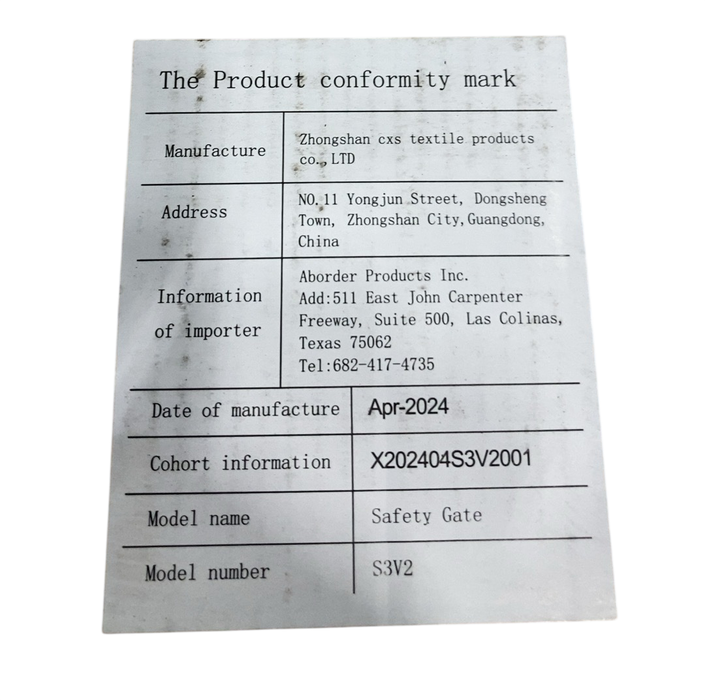 The Product conformity mark
Manufacture
Zhongshan cxs textile products
co., LTD
Address
NO.11 Yongjun Street, Dongsheng
Town, Zhongshan City, Guangdong,
China
Information
of importer
Aborder Products Inc.
Add:511 East John Carpenter
Freeway, Suite 500, Las Colinas,
Texas 75062
Tel:682-417-4735
Date of manufacture
Apr-2024
Cohort information
X202404S3V2001
Model name
Safety Gate
Model number
S3V2